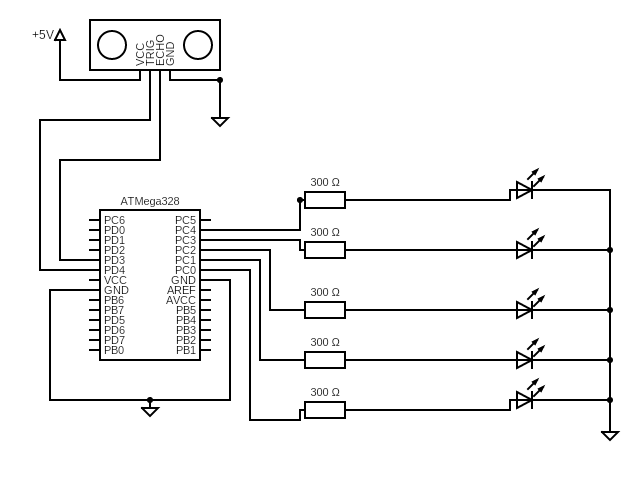 +5V
VCC
TRIG
ECHO
GND
ATMega328
PC6 PC5
PD0 PC4
PD1 PC3
PD2 PC2
PD3 PC1
PD4 PC0
VCC GND
GND AREF
PB6 AVCC
PB7 PB5
PD5 PB4
PD6 PB3
PD7 PB2
PB0 PB1
300 Ω
300 Ω
300 Ω
300 Ω
300 Ω